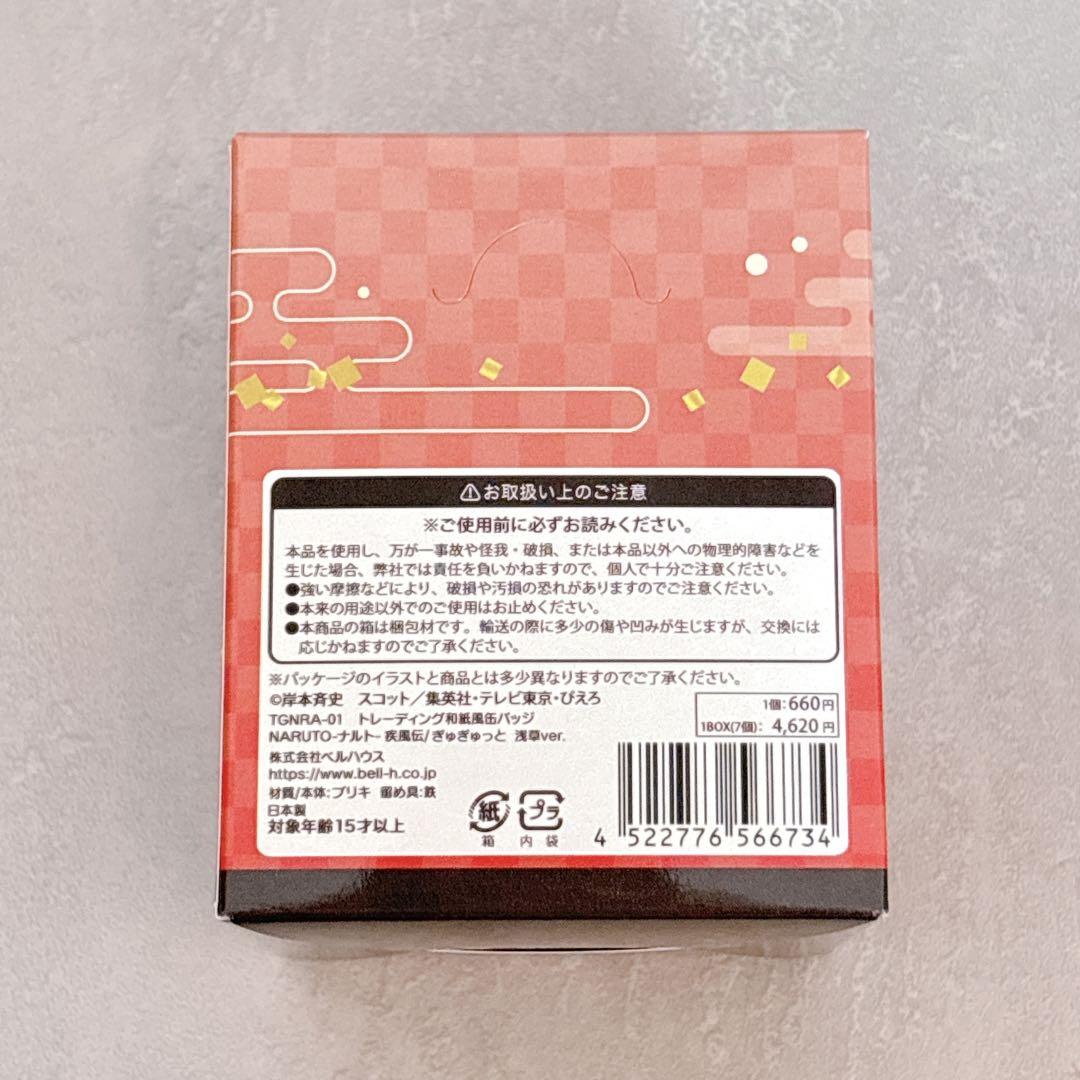 ⚠お取扱い上のご注意
※ご使用前に必ずお読みください。
本品を使用し、万が一事故や怪我・破損、または本品以外への物理的障害などを
生じた場合、弊社では責任を負いかねますので、個人で十分ご注意ください。
●強い摩擦などにより、破損や汚損の恐れがありますのでご注意ください。
●本来の用途以外でのご使用はお止めください。
●本商品の箱は梱包材です。輸送の際に多少の傷や凹みが生じますが、交換には
応じかねますのでご了承ください。
※パッケージのイラストと商品とは多少異なりますのでご了承ください。
©岸本斉史 スコット／集英社・テレビ東京・ぴえろ
TGNRA-01 トレーディング和紙風缶バッジ
NARUTO-ナルト- 疾風伝/ぎゅぎゅっと 浅草ver.
1個：660円
1BOX(7個)： 4,620円
株式会社ベルハウス
https://www.bell-h.co.jp
材質/本体：ブリキ 留め具：鉄
日本製
対象年齢15才以上
紙 プラ
箱 内袋
4 522776 566734